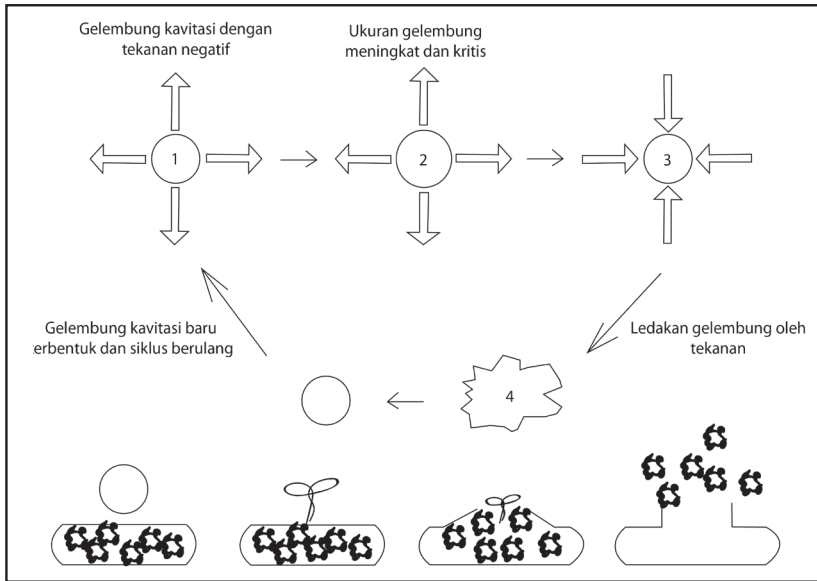 Gelembung kavitasi dengan
tekanan negatif
Ukuran gelembung
meningkat dan kritis
1
2
3
Gelembung kavitasi baru
erbentuk dan siklus berulang
Ledakan gelembung oleh
tekanan
4